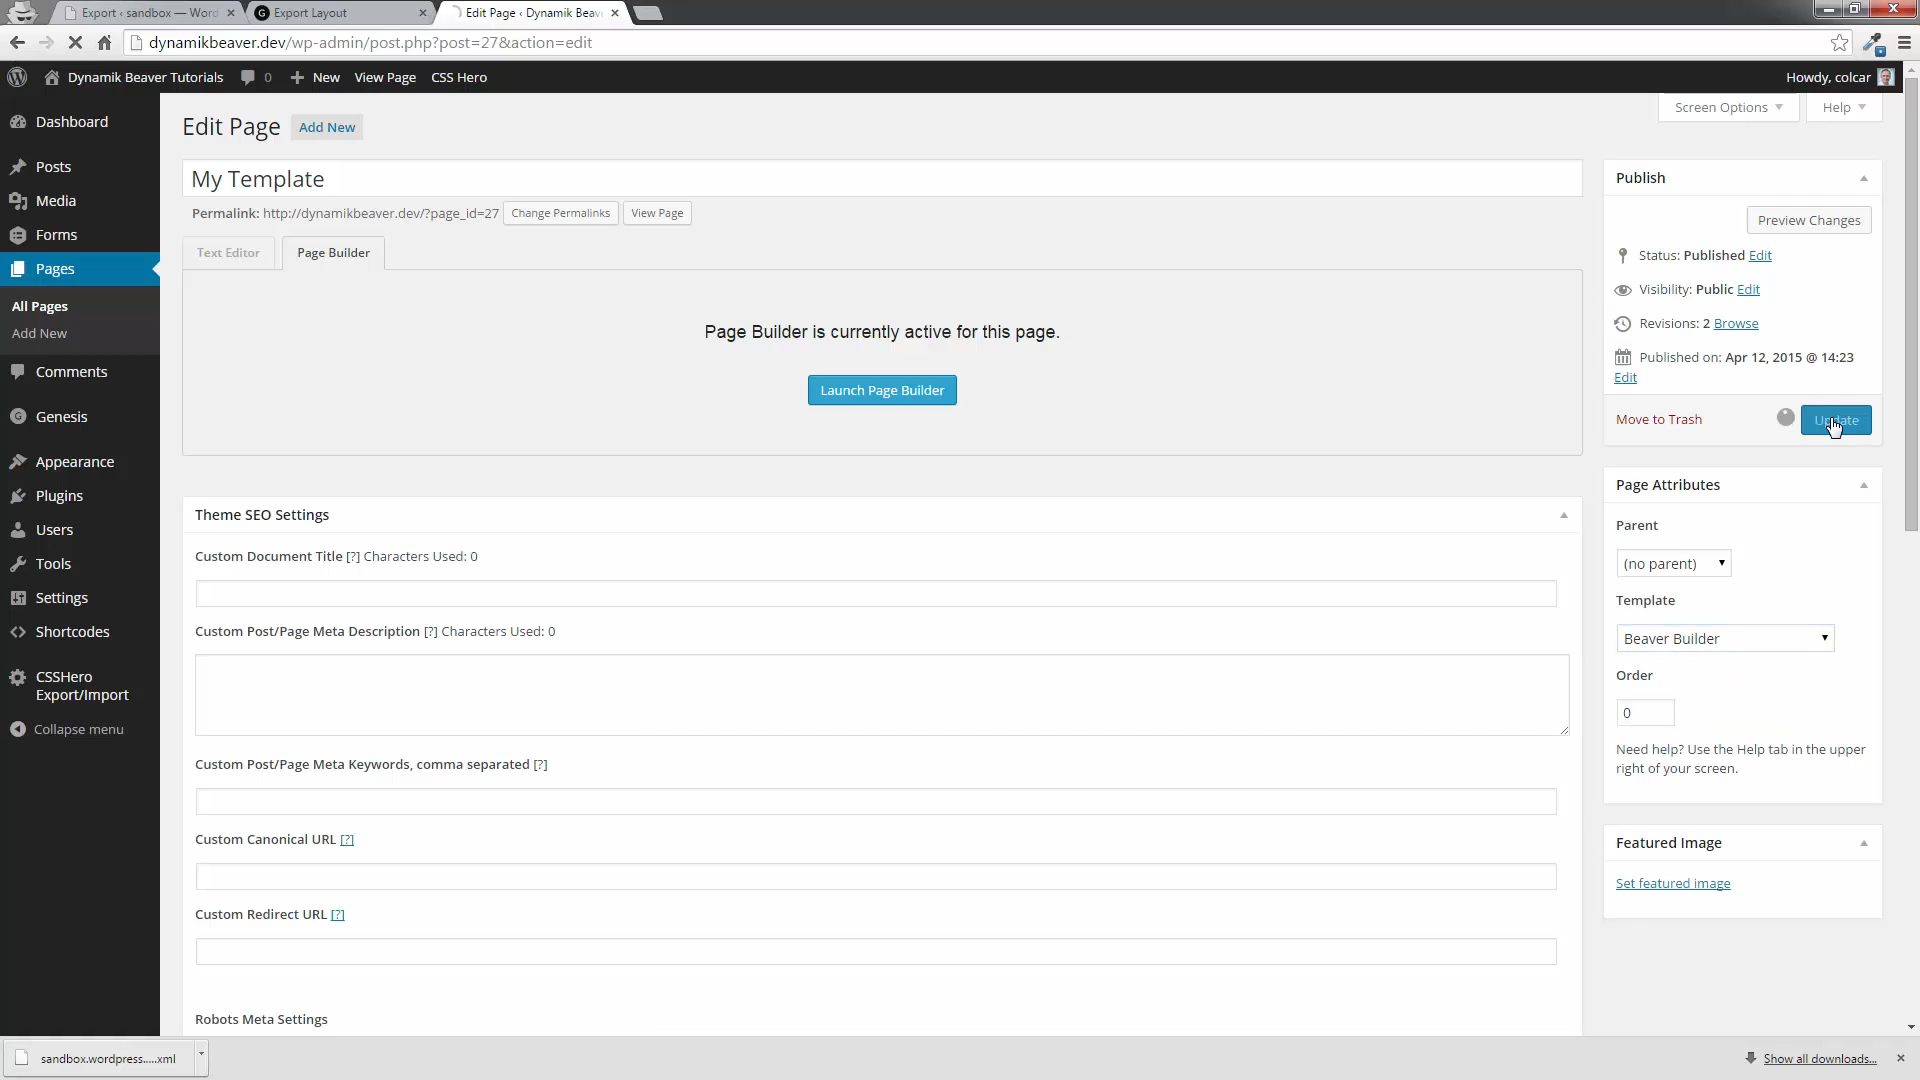 Export ‹ sandbox — Word
Export Layout
Edit Page ‹ Dynamik Beav
dynamikbeaver.dev/wp-admin/post.php?post=27&action=edit
Dynamik Beaver Tutorials
0
New
View Page
CSS Hero
Howdy, colcar
Dashboard
Posts
Media
Forms
Pages
All Pages
Add New
Comments
Genesis
Appearance
Plugins
Users
Tools
Settings
Shortcodes
CSSHero
Export/Import
Collapse menu
Screen Options
Help
Edit Page
Add New
My Template
Permalink: http://dynamikbeaver.dev/?page_id=27
Change Permalinks
View Page
Text Editor
Page Builder
Page Builder is currently active for this page.
Launch Page Builder
Theme SEO Settings
Custom Document Title [?] Characters Used: 0
Custom Post/Page Meta Description [?] Characters Used: 0
Custom Post/Page Meta Keywords, comma separated [?]
Custom Canonical URL [?]
Custom Redirect URL [?]
Robots Meta Settings
Publish
Preview Changes
Status: Published Edit
Visibility: Public Edit
Revisions: 2 Browse
Published on: Apr 12, 2015 @ 14:23
Edit
Move to Trash
Update
Page Attributes
Parent
(no parent)
Template
Beaver Builder
Order
0
Need help? Use the Help tab in the upper
right of your screen.
Featured Image
Set featured image
sandbox.wordpress.....xml
Show all downloads...